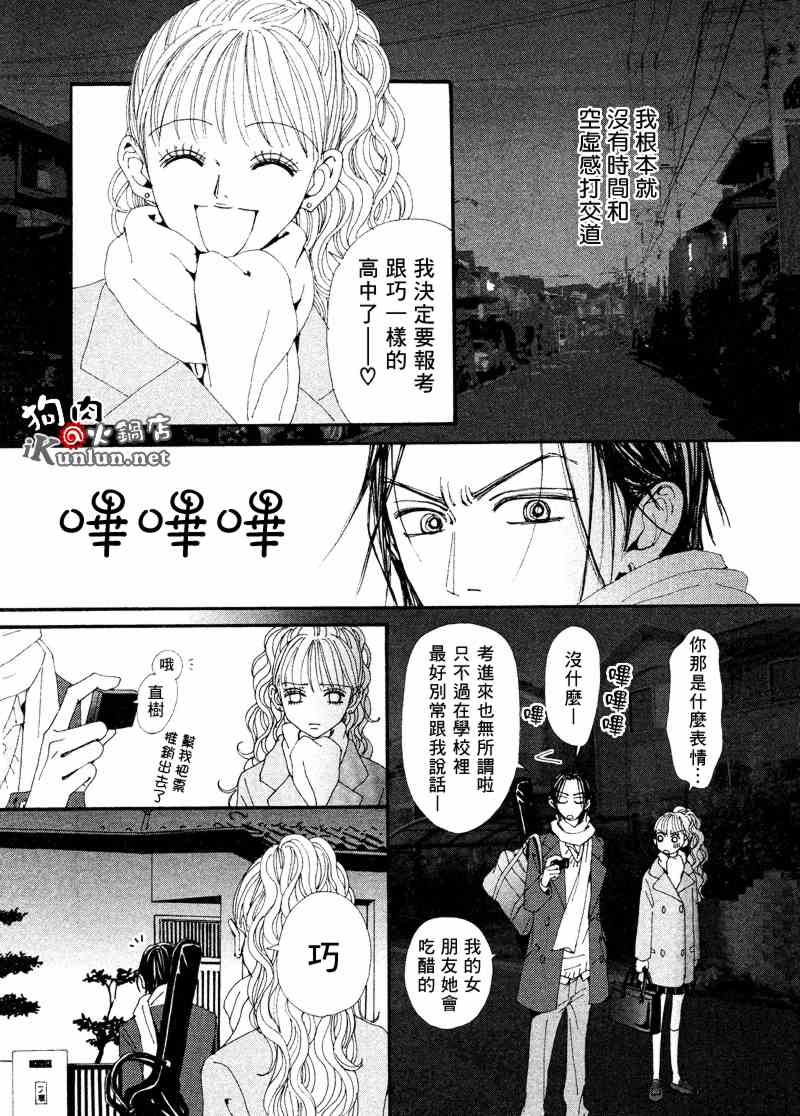 我根本就
沒有時間和
空虛感打交道
我決定要報考
跟巧一樣的
高中了——♡
狗肉
@火鍋店
iKunlun.net
嗶嗶嗶
你那是什麼表情…
沒什麼—
嗶
嗶
嗶
嗶
考進來也無所謂啦
只不過在學校裡
最好別常跟我說話—
我的女
朋友她會
吃醋的
哦
直樹
幫我把票
推銷出去了
巧